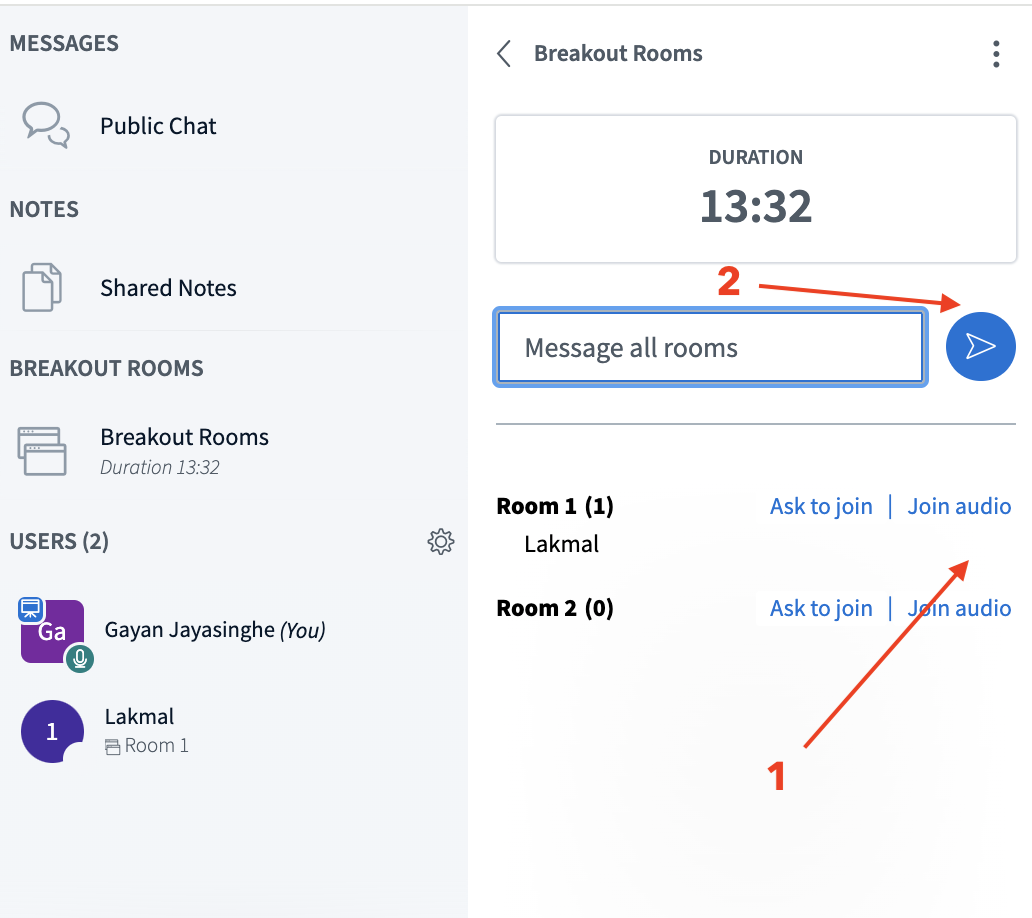 MESSAGES
Public Chat
NOTES
Shared Notes
BREAKOUT ROOMS
Breakout Rooms
Duration 13:32
USERS (2)
Ga
Gayan Jayasinghe (You)
1
Lakmal
Room 1
Breakout Rooms
DURATION
13:32
2
Message all rooms
Room 1 (1) Ask to join | Join audio
Lakmal
Room 2 (0) Ask to join | Join audio
1